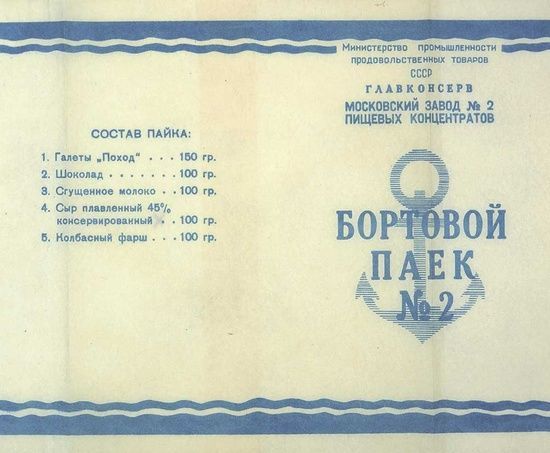 СОСТАВ ПАЙКА:
1. Галеты „Поход" . . . 150 гр.
2. Шоколад . . . . . . . 100 гр.
3. Сгущенное молоко . . 100 гр.
4. Сыр плавленный 45%
консервированный . . 100 гр.
5. Колбасный фарш . . . 100 гр.
Министерство промышленности
продовольственных товаров
СССР
ГЛАВКОНСЕРВ
МОСКОВСКИЙ ЗАВОД № 2
ПИЩЕВЫХ КОНЦЕНТРАТОВ
БОРТОВОЙ
ПАЕК
№ 2